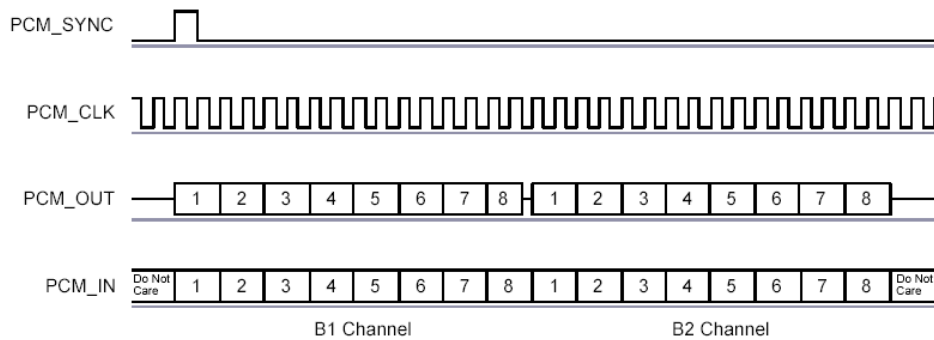 PCM_SYNC
PCM_CLK
PCM_OUT 1 2 3 4 5 6 7 8 1 2 3 4 5 6 7 8
PCM_IN Do Not Care 1 2 3 4 5 6 7 8 1 2 3 4 5 6 7 8 Do Not Care
B1 Channel B2 Channel